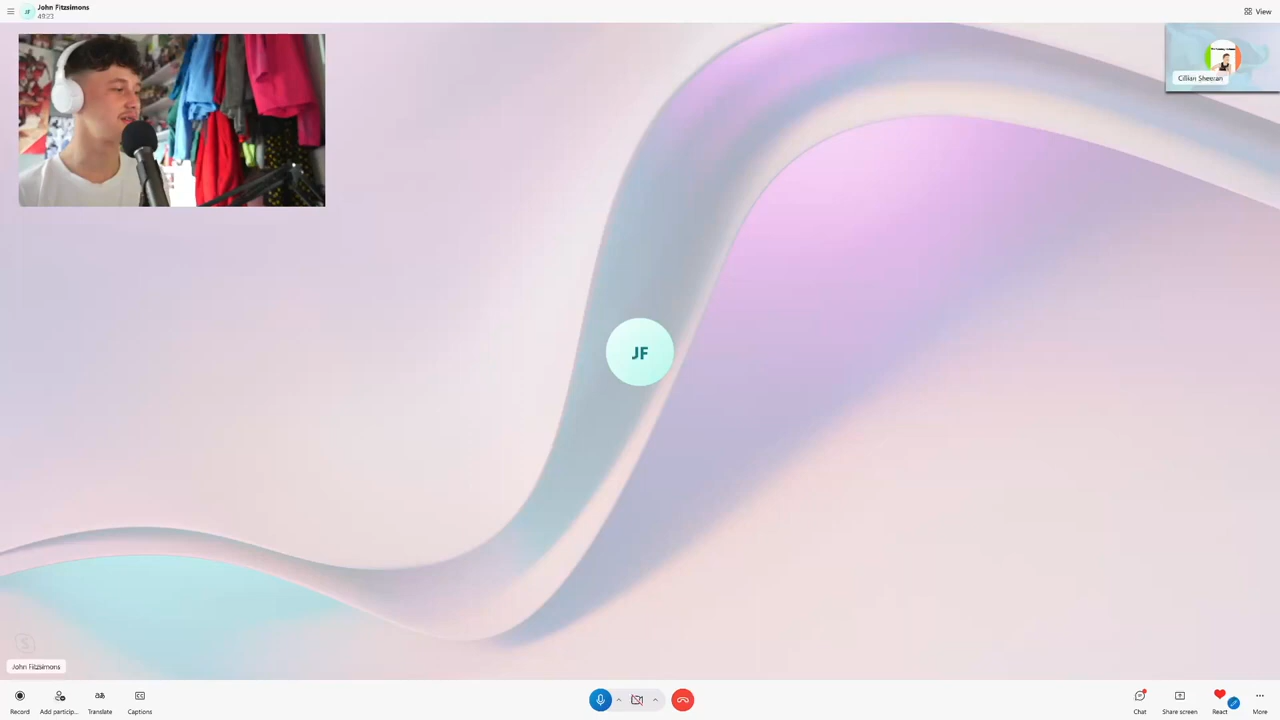 John Fitzsimons
49:23
JF
View
Cillian Sheeran
JF
John Fitzsimons
Record
Add particip...
Translate
Captions
Chat
Share screen
React
More